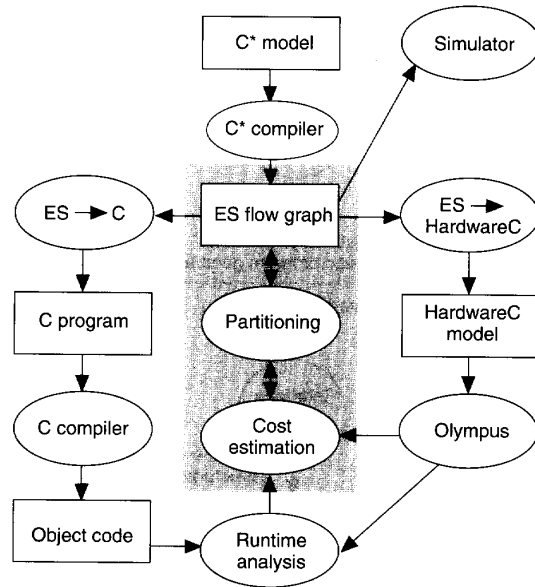 C* model
Simulator
C* compiler
ES → C
ES flow graph
ES →
HardwareC
C program
Partitioning
HardwareC
model
C compiler
Cost
estimation
Olympus
Object code
Runtime
analysis